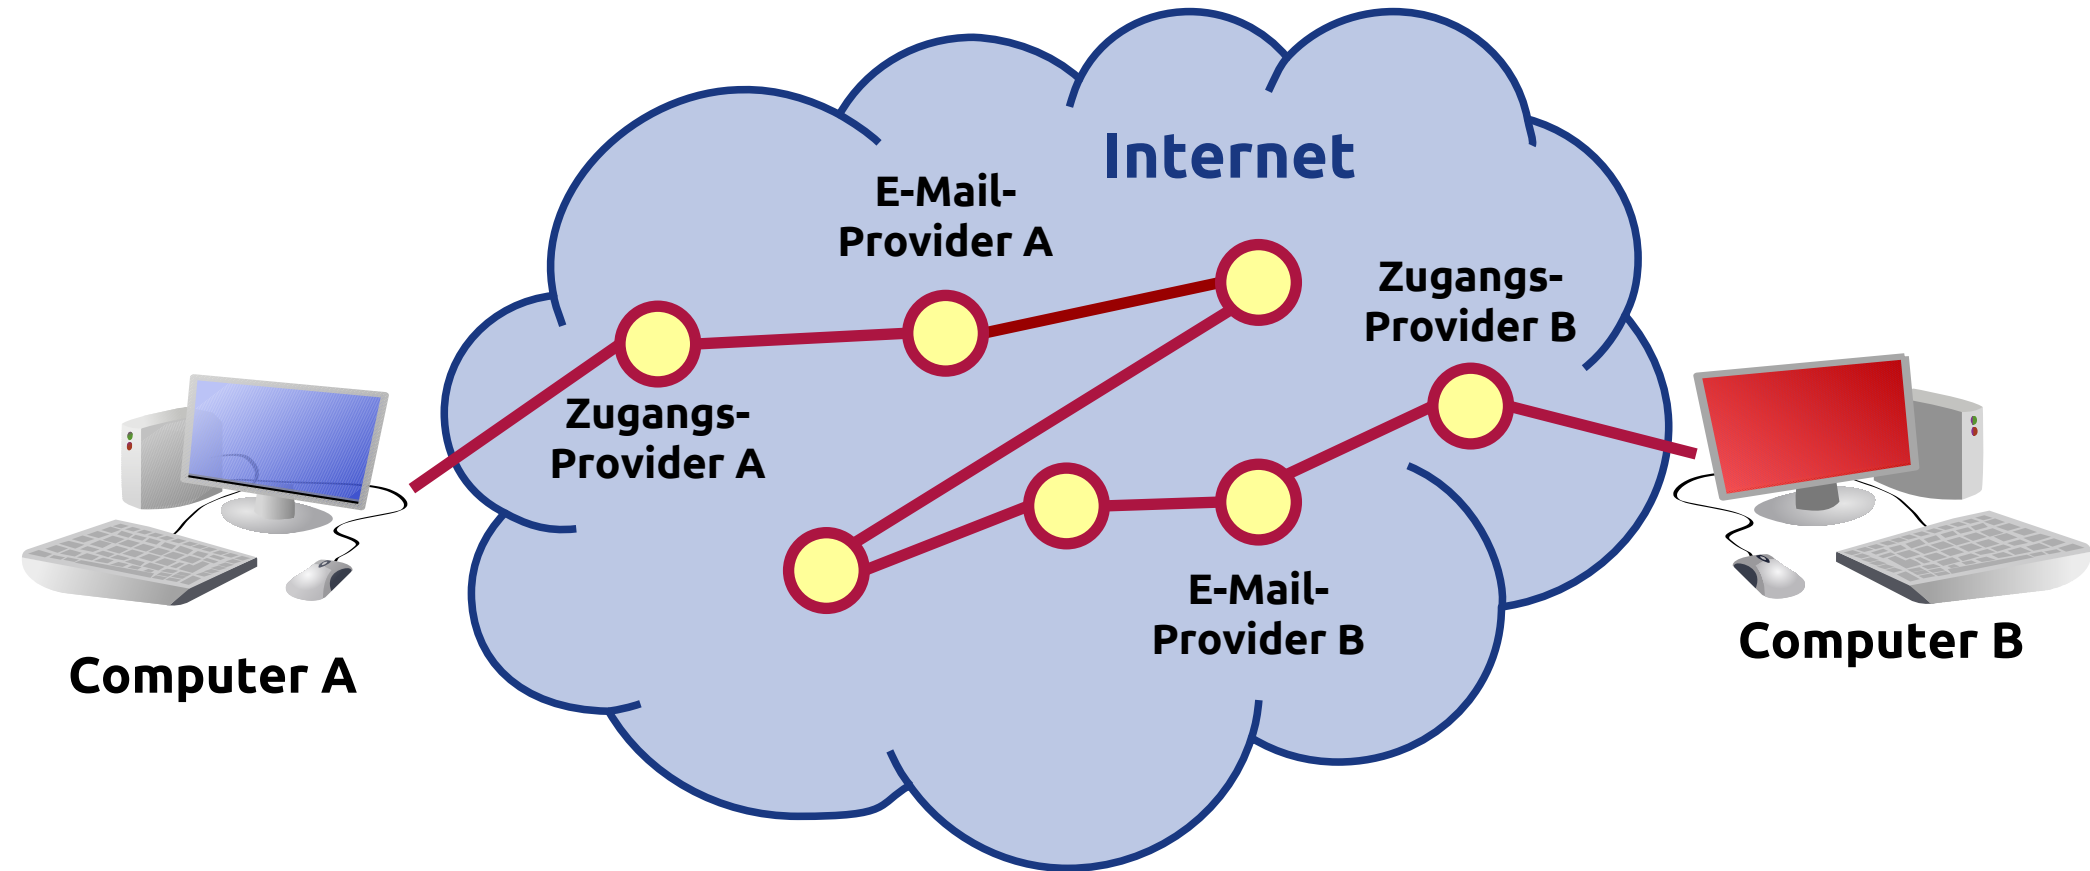 Internet
E-Mail-
Provider A
Zugangs-
Provider B
Zugangs-
Provider A
E-Mail-
Provider B
Computer A
Computer B